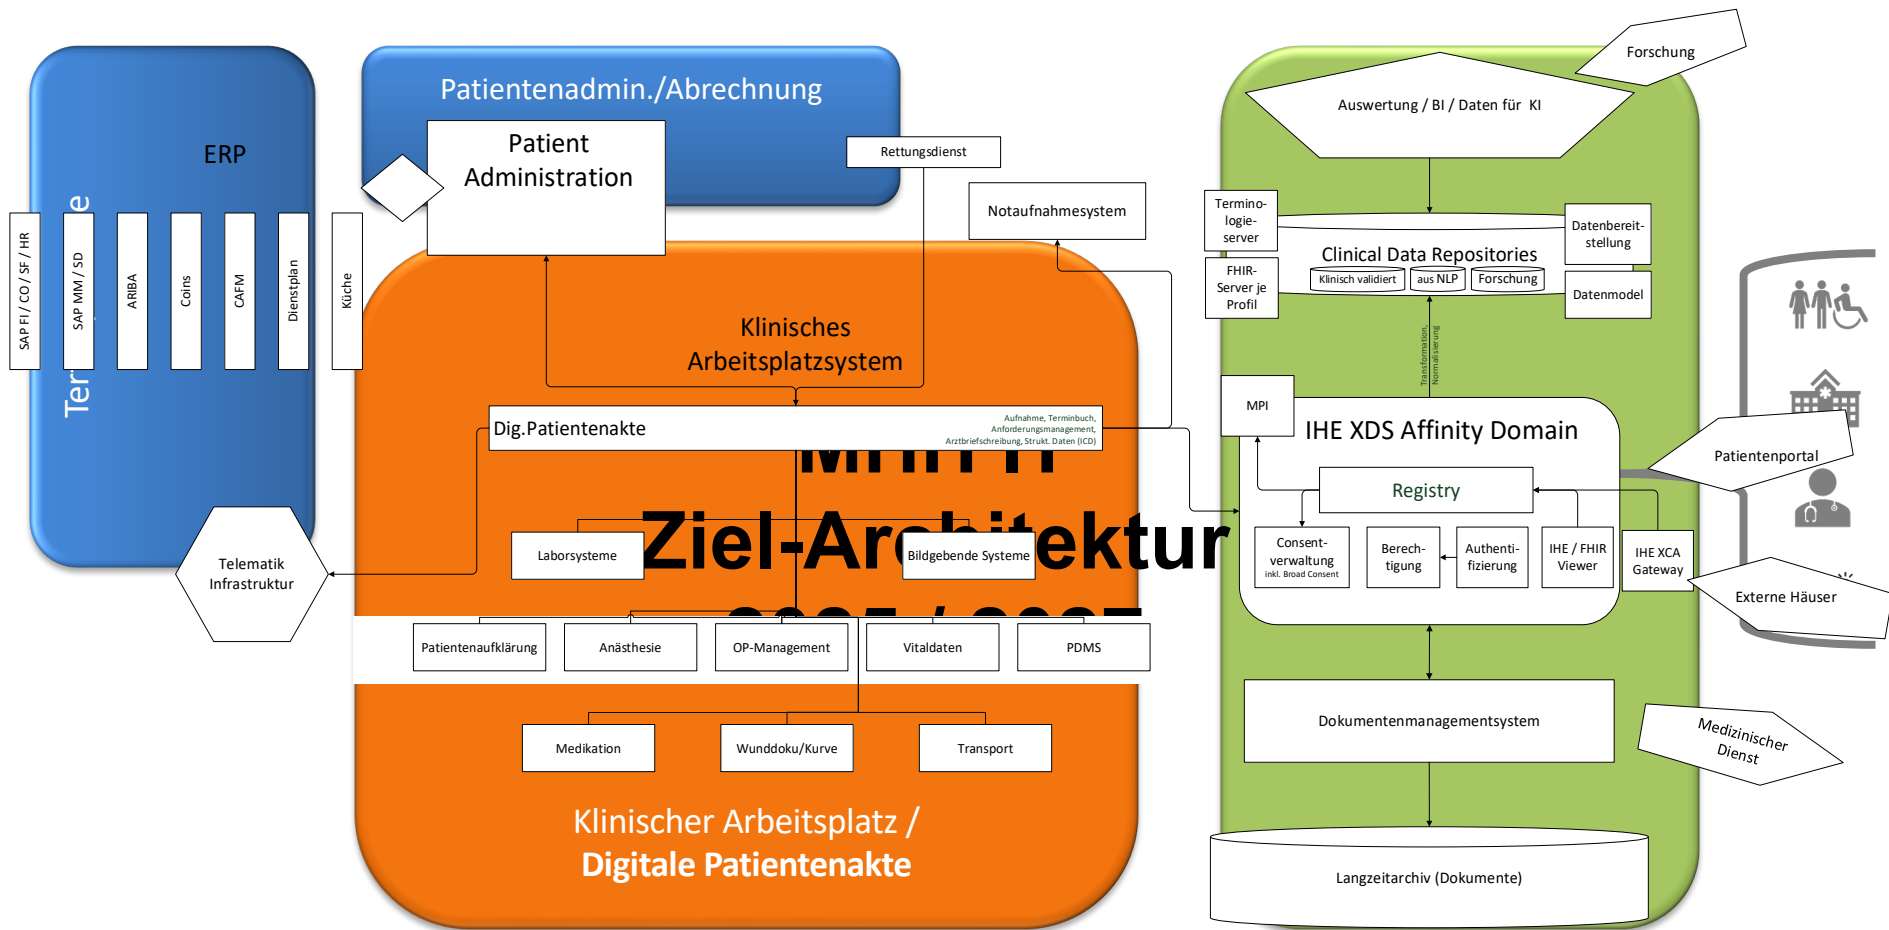 ERP
SAP FI / CO / SF / HR
SAP MM / SD
ARIBA
Coins
CAFM
Dienstplan
Küche
Telematik
Infrastruktur
Patientenadmin./Abrechnung
Patient
Administration
Rettungsdienst
Notaufnahmesystem
Klinisches
Arbeitsplatzsystem
Dig.Patientenakte
Aufnahme, Terminbuch,
Anforderungsmanagement,
Arztbriefschreibung, Strukt. Daten (ICD)
Ziel-Architektur
Laborsysteme
Bildgebende Systeme
Patientenaufklärung
Anästhesie
OP-Management
Vitaldaten
PDMS
Medikation
Wunddoku/Kurve
Transport
Klinischer Arbeitsplatz /
Digitale Patientenakte
Forschung
Auswertung / BI / Daten für KI
Termino-
logie-
server
FHIR-
Server je
Profil
Clinical Data Repositories
Klinisch validiert
aus NLP
Forschung
Datenbereit-
stellung
Datenmodel
Transformation,
Normalisierung
MPI
IHE XDS Affinity Domain
Registry
Consent-
verwaltung
inkl. Broad Consent
Berech-
tigung
Authenti-
fizierung
IHE / FHIR
Viewer
IHE XCA
Gateway
Patientenportal
Externe Häuser
Dokumentenmanagementsystem
Medizinischer
Dienst
Langzeitarchiv (Dokumente)